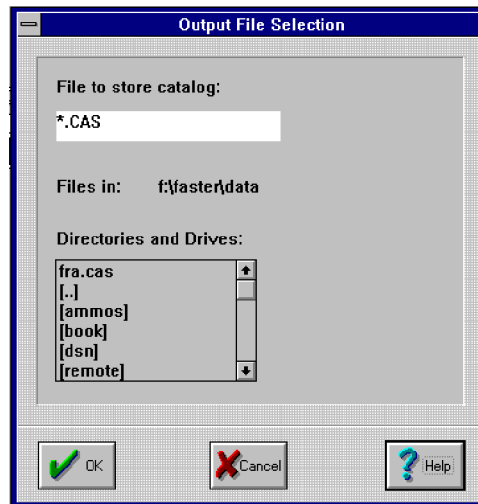 Output File Selection
File to store catalog:
*.CAS
Files in: f:\faster\data
Directories and Drives:
fra.cas
[..]
[ammos]
[book]
[dsn]
[remote]
OK Cancel Help